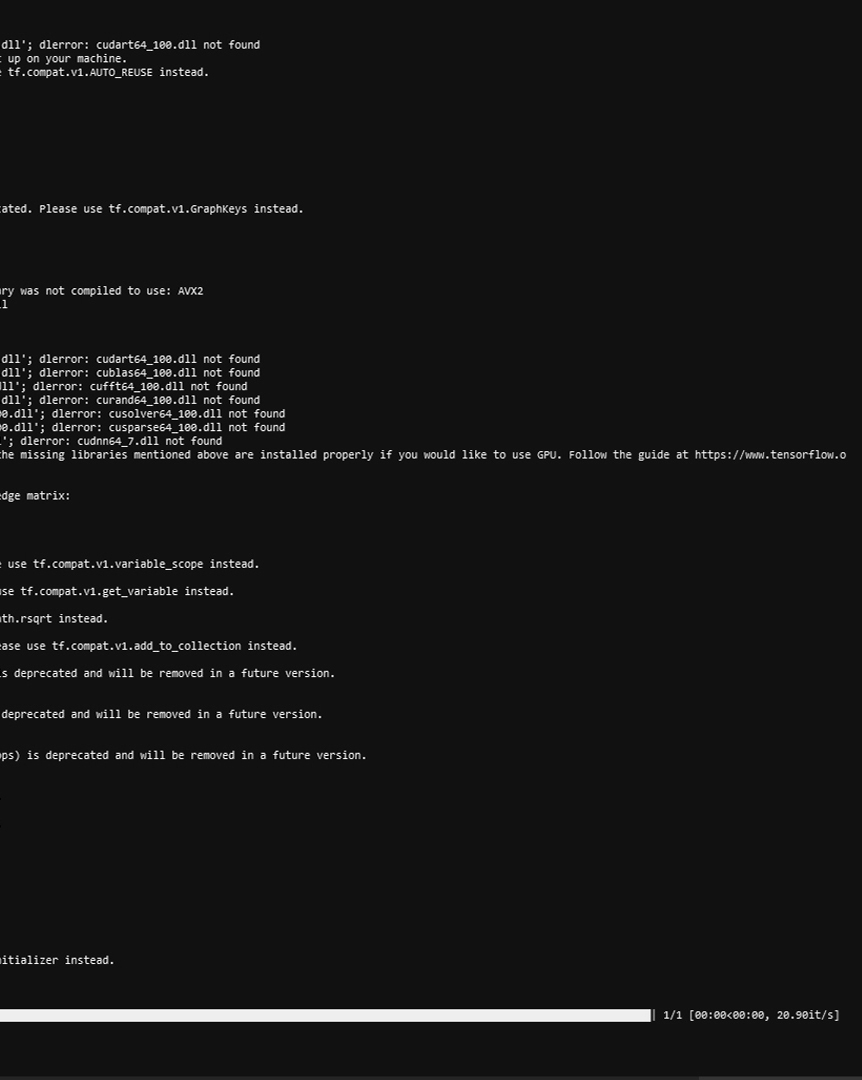 dll'; dlerror: cudart64_100.dll not found
up on your machine.
tf.compat.v1.AUTO_REUSE instead.
ated. Please use tf.compat.v1.GraphKeys instead.
ry was not compiled to use: AVX2
ll
dll'; dlerror: cudart64_100.dll not found
dll'; dlerror: cublas64_100.dll not found
dll'; dlerror: cufft64_100.dll not found
dll'; dlerror: curand64_100.dll not found
00.dll'; dlerror: cusolver64_100.dll not found
00.dll'; dlerror: cusparse64_100.dll not found
'; dlerror: cudnn64_7.dll not found
the missing libraries mentioned above are installed properly if you would like to use GPU. Follow the guide at https://www.tensorflow.o
edge matrix:
use tf.compat.v1.variable_scope instead.
use tf.compat.v1.get_variable instead.
ath.rsqrt instead.
ease use tf.compat.v1.add_to_collection instead.
is deprecated and will be removed in a future version.
deprecated and will be removed in a future version.
ops) is deprecated and will be removed in a future version.
nitializer instead.
| 1/1 [00:00<00:00, 20.90it/s]